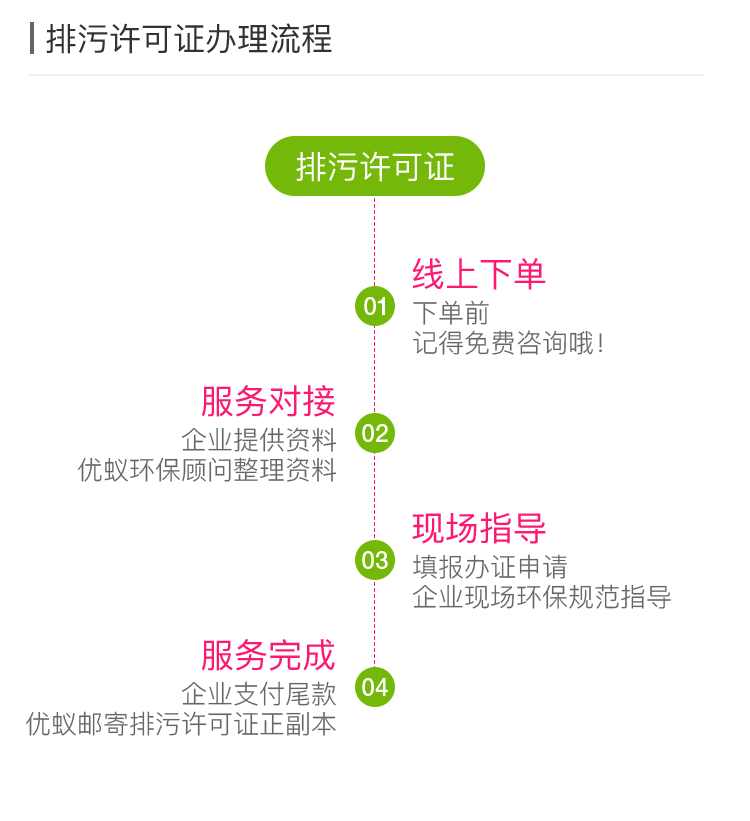 排污许可证办理流程
排污许可证
01
线上下单
下单前
记得免费咨询哦!
服务对接
02
企业提供资料
优蚁环保顾问整理资料
现场指导
03
填报办证申请
企业现场环保规范指导
服务完成
04
企业支付尾款
优蚁邮寄排污许可证正副本